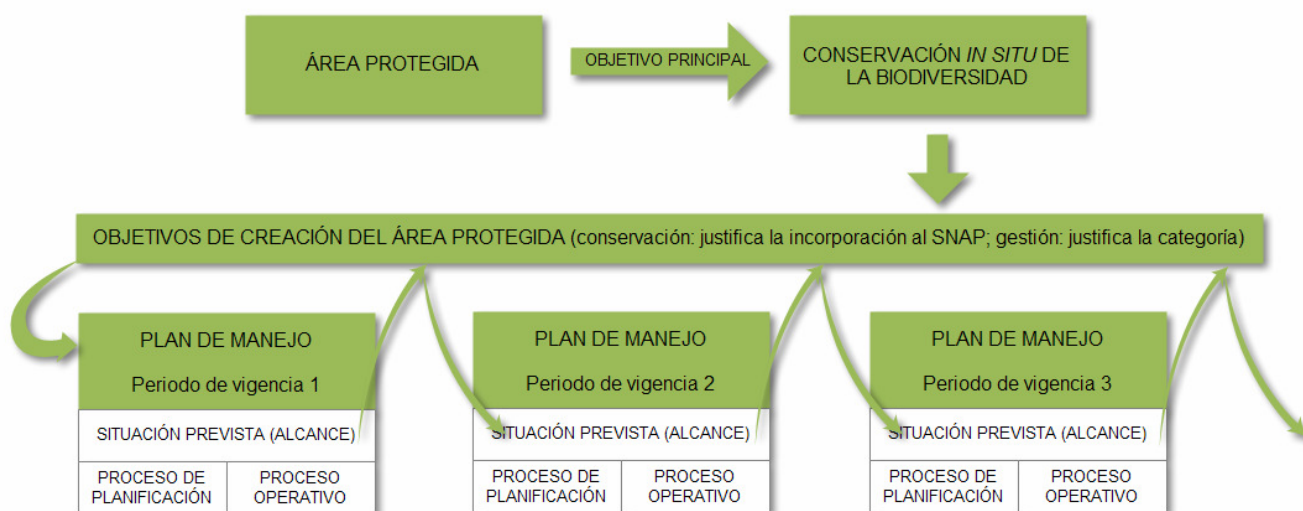 ÁREA PROTEGIDA
OBJETIVO PRINCIPAL
CONSERVACIÓN IN SITU DE
LA BIODIVERSIDAD
OBJETIVOS DE CREACIÓN DEL ÁREA PROTEGIDA (conservación: justifica la incorporación al SNAP; gestión: justifica la categoría)
PLAN DE MANEJO
Periodo de vigencia 1
SITUACIÓN PREVISTA (ALCANCE)
PROCESO DE
PLANIFICACIÓN
PROCESO
OPERATIVO
PLAN DE MANEJO
Periodo de vigencia 2
SITUACIÓN PREVISTA (ALCANCE)
PROCESO DE
PLANIFICACIÓN
PROCESO
OPERATIVO
PLAN DE MANEJO
Periodo de vigencia 3
SITUACIÓN PREVISTA (ALCANCE)
PROCESO DE
PLANIFICACIÓN
PROCESO
OPERATIVO